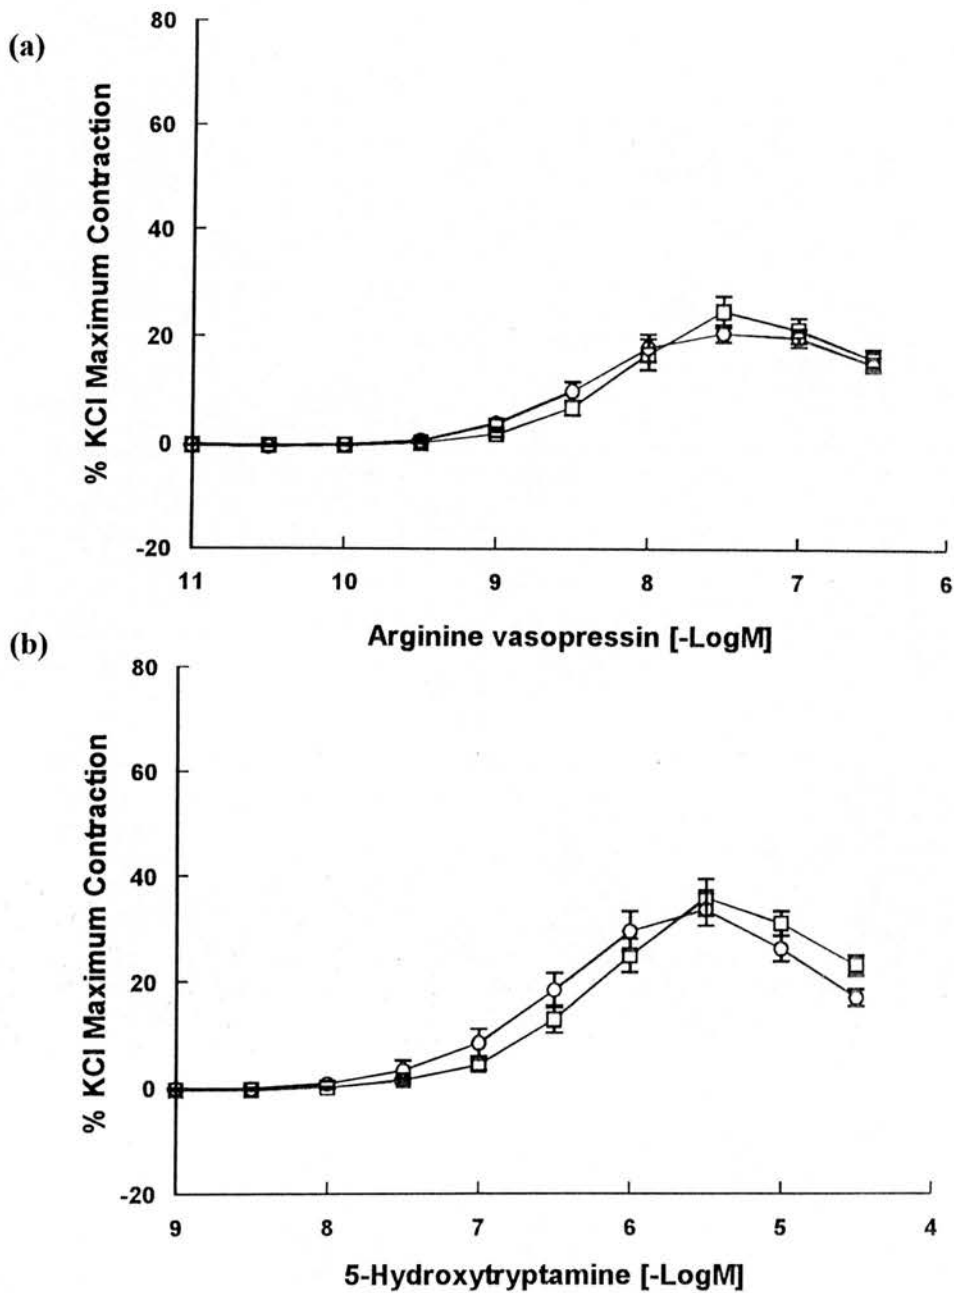 (a)
% KCl Maximum Contraction
80
60
40
20
0
-20
11 10 9 8 7 6
Arginine vasopressin [-LogM]
(b)
% KCl Maximum Contraction
80
60
40
20
0
-20
9 8 7 6 5 4
5-Hydroxytryptamine [-LogM]